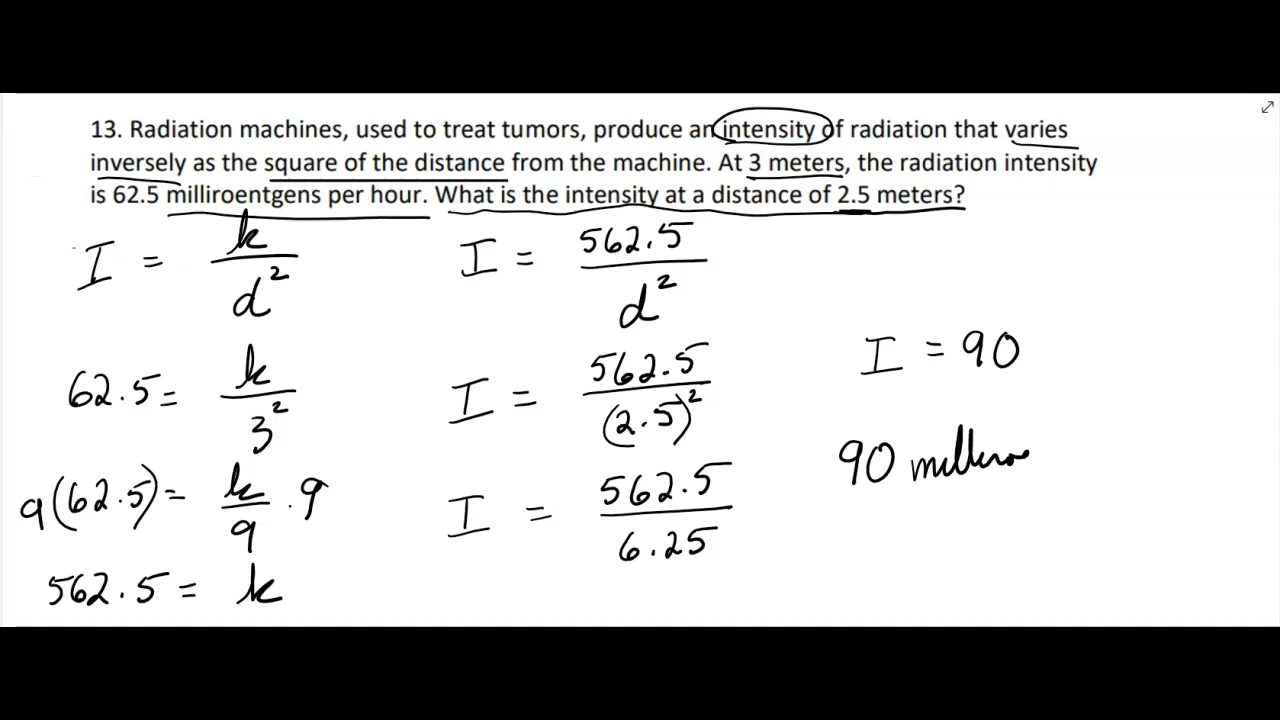 13. Radiation machines, used to treat tumors, produce an intensity of radiation that varies
inversely as the square of the distance from the machine. At 3 meters, the radiation intensity
is 62.5 milliroentgens per hour. What is the intensity at a distance of 2.5 meters?
I = k / d²
62.5 = k / 3²
9(62.5) = k / 9 · 9
562.5 = k
I = 562.5 / d²
I = 562.5 / (2.5)²
I = 562.5 / 6.25
I = 90
90